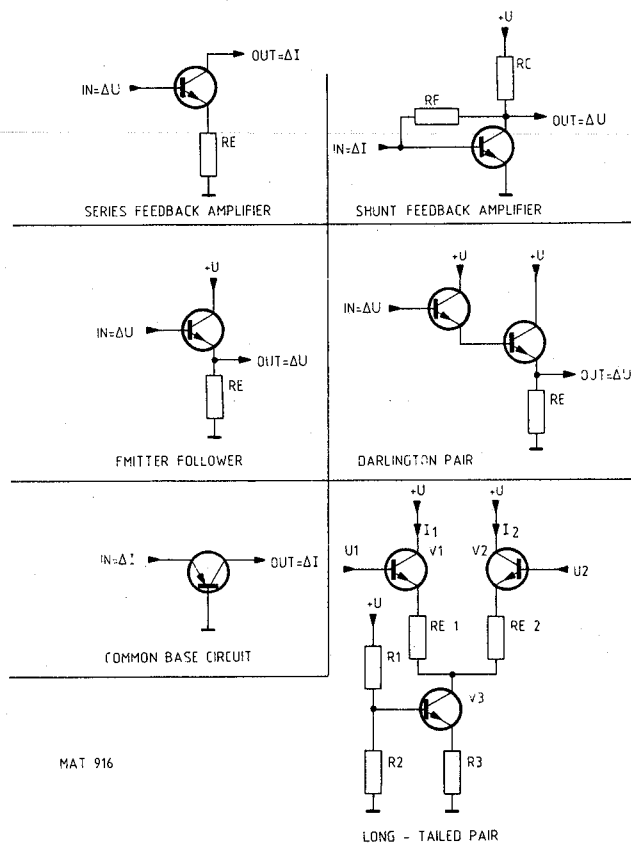 OUT=ΔI
IN=ΔU
RE
SERIES FEEDBACK AMPLIFIER
+U
RC
RF
OUT=ΔU
IN=ΔI
SHUNT FEEDBACK AMPLIFIER
+U
IN=ΔU
OUT=ΔU
RE
EMITTER FOLLOWER
+U +U
IN=ΔU
OUT=ΔU
RE
DARLINGTON PAIR
IN=ΔI OUT=ΔI
COMMON BASE CIRCUIT
+U +U
I1 I2
U1 V1 V2 U2
RE 1 RE 2
+U
R1
V3
R2 R3
LONG - TAILED PAIR
MAT 916